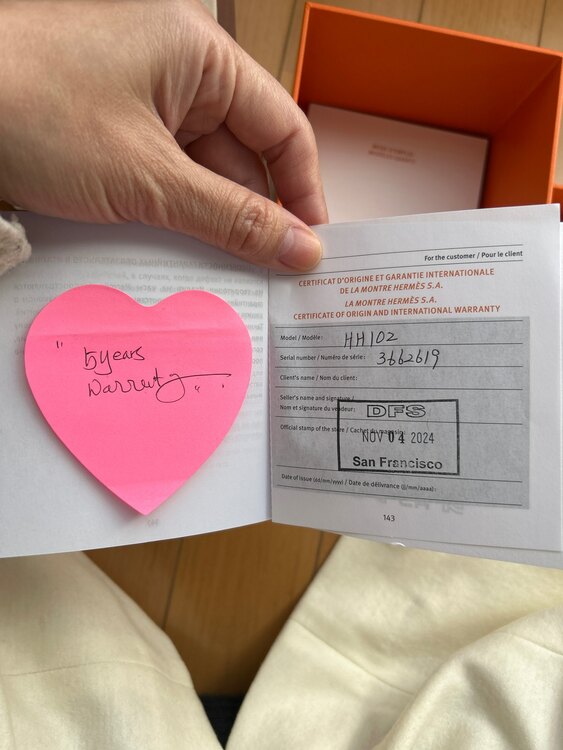 " 5 years
Warrenty " .
For the customer / Pour le client
CERTIFICAT D'ORIGINE ET GARANTIE INTERNATIONALE
DE LA MONTRE HERMÈS S.A.
LA MONTRE HERMÈS S.A.
CERTIFICATE OF ORIGIN AND INTERNATIONAL WARRANTY
Model / Modèle: HH102
Serial number / Numéro de série: 3662619
Client's name / Nom du client:
Seller's name and signature /
Nom et signature du vendeur:
DFS
Official stamp of the store / Cachet du magasin:
NOV 04 2024
San Francisco
Date of issue (dd/mm/yyyy) / Date de délivrance (jj/mm/aaaa):
143